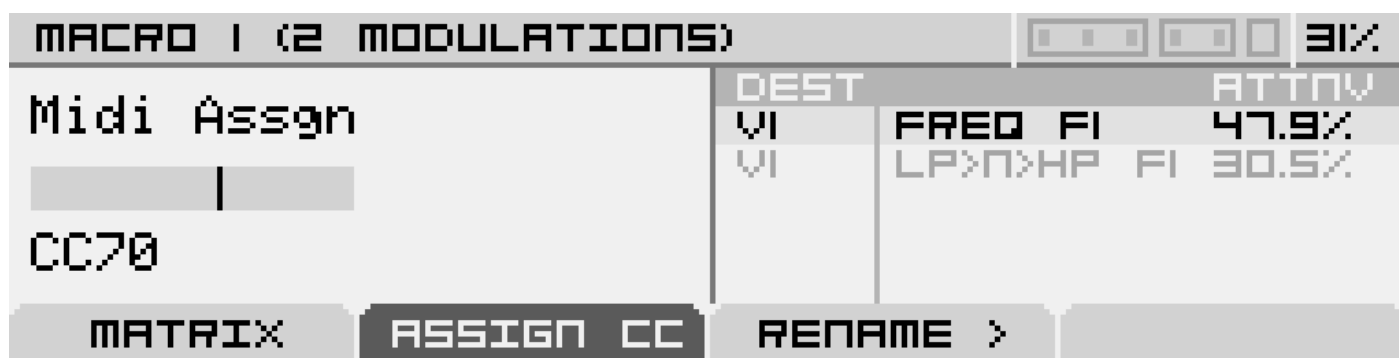 MACRO 1 (2 MODULATIONS) 31%
Midi Assgn
CC70
DEST ATTNV
V1 FREQ F1 47.9%
V1 LP>N>HP F1 30.5%
MATRIX ASSIGN CC RENAME >